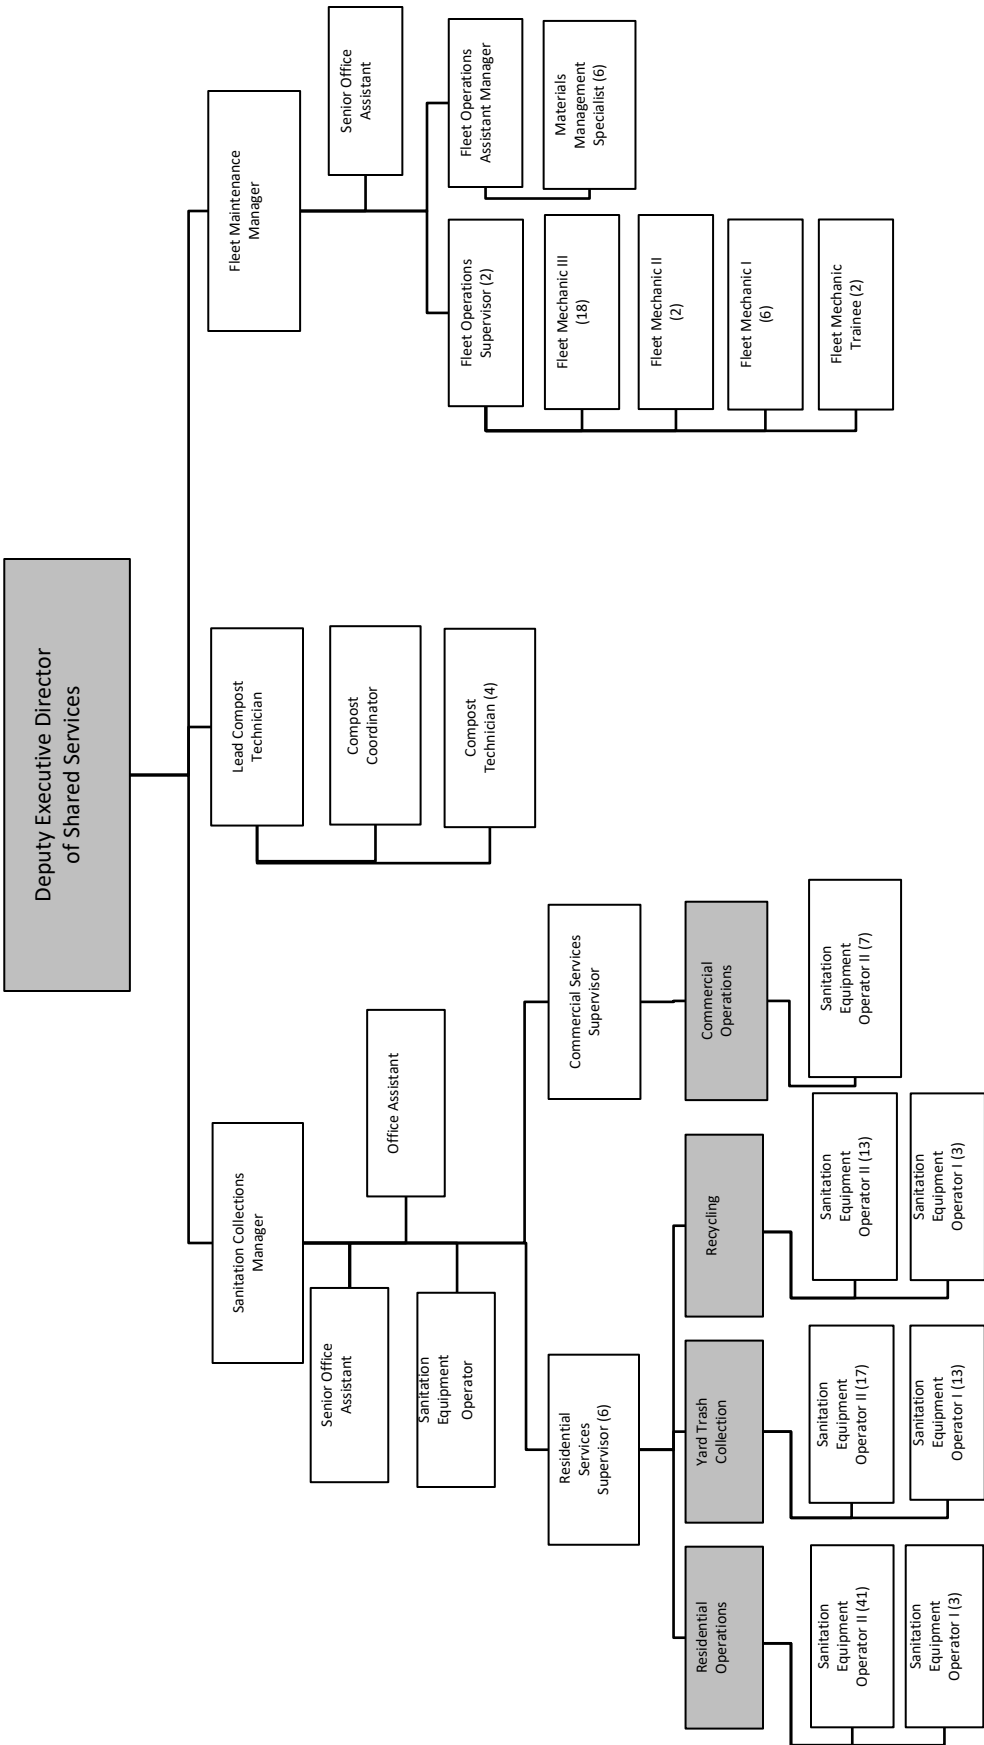 Deputy Executive Director
of Shared Services
Sanitation Collections
Manager
Senior Office
Assistant
Office Assistant
Sanitation
Equipment
Operator
Residential
Services
Supervisor (6)
Residential
Operations
Sanitation
Equipment
Operator II (41)
Sanitation
Equipment
Operator I (3)
Yard Trash
Collection
Sanitation
Equipment
Operator II (17)
Sanitation
Equipment
Operator I (13)
Recycling
Sanitation
Equipment
Operator II (13)
Sanitation
Equipment
Operator I (3)
Commercial Services
Supervisor
Commercial
Operations
Sanitation
Equipment
Operator II (7)
Lead Compost
Technician
Compost
Coordinator
Compost
Technician (4)
Fleet Maintenance
Manager
Senior Office
Assistant
Fleet Operations
Supervisor (2)
Fleet Mechanic III
(18)
Fleet Mechanic II
(2)
Fleet Mechanic I
(6)
Fleet Mechanic
Trainee (2)
Fleet Operations
Assistant Manager
Materials
Management
Specialist (6)